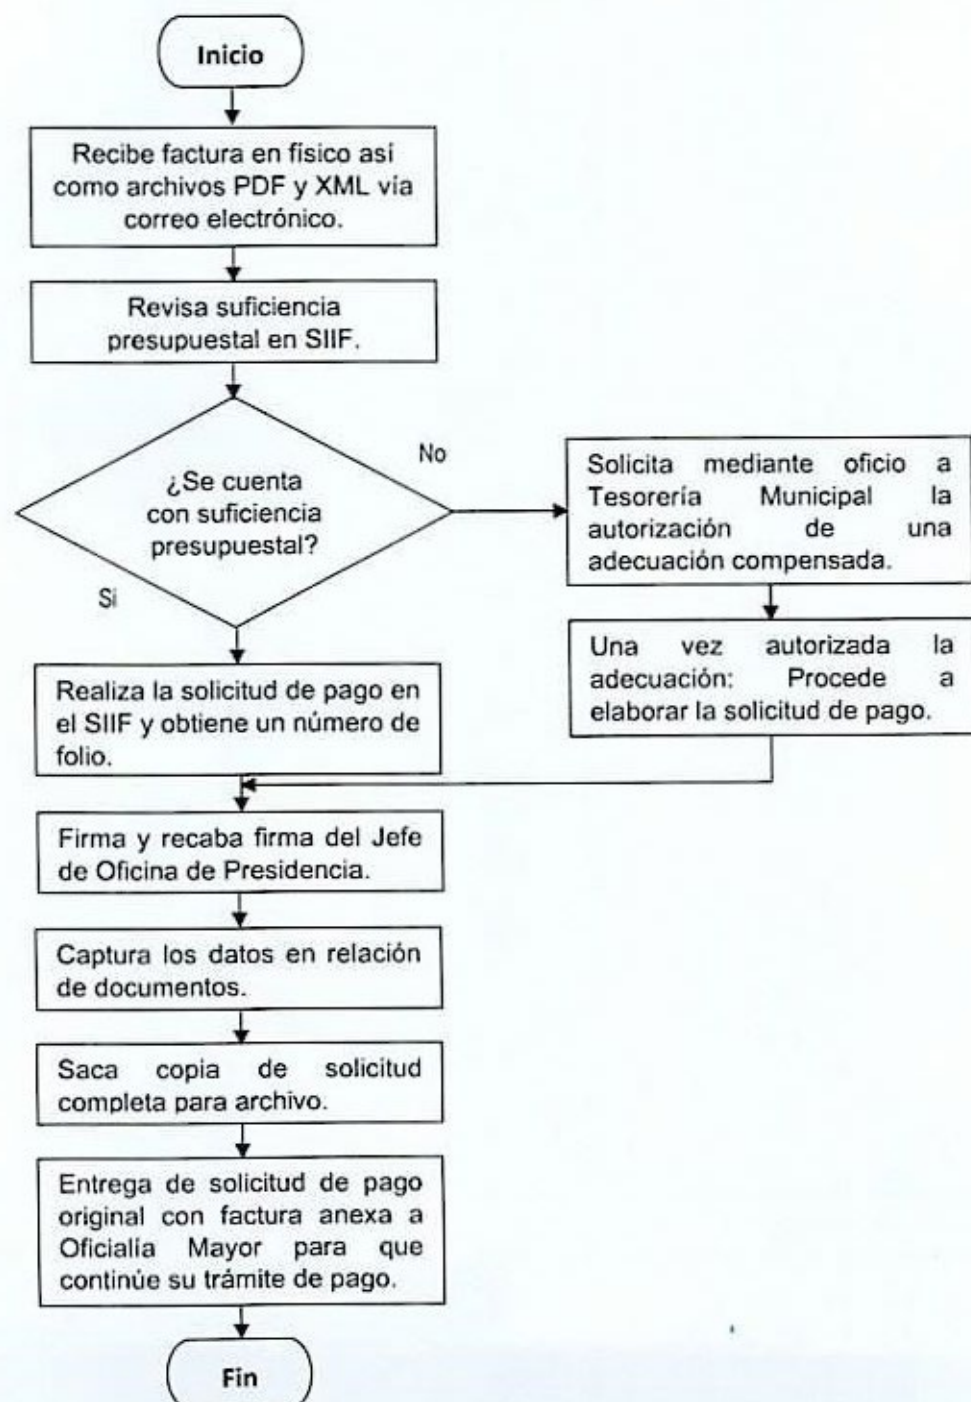 Inicio
Recibe factura en físico así
como archivos PDF y XML vía
correo electrónico.
Revisa suficiencia
presupuestal en SIIF.
¿Se cuenta
con suficiencia
presupuestal?
No
Si
Solicita mediante oficio a
Tesorería Municipal la
autorización de una
adecuación compensada.
Una vez autorizada la
adecuación: Procede a
elaborar la solicitud de pago.
Realiza la solicitud de pago en
el SIIF y obtiene un número de
folio.
Firma y recaba firma del Jefe
de Oficina de Presidencia.
Captura los datos en relación
de documentos.
Saca copia de solicitud
completa para archivo.
Entrega de solicitud de pago
original con factura anexa a
Oficialía Mayor para que
continúe su trámite de pago.
Fin